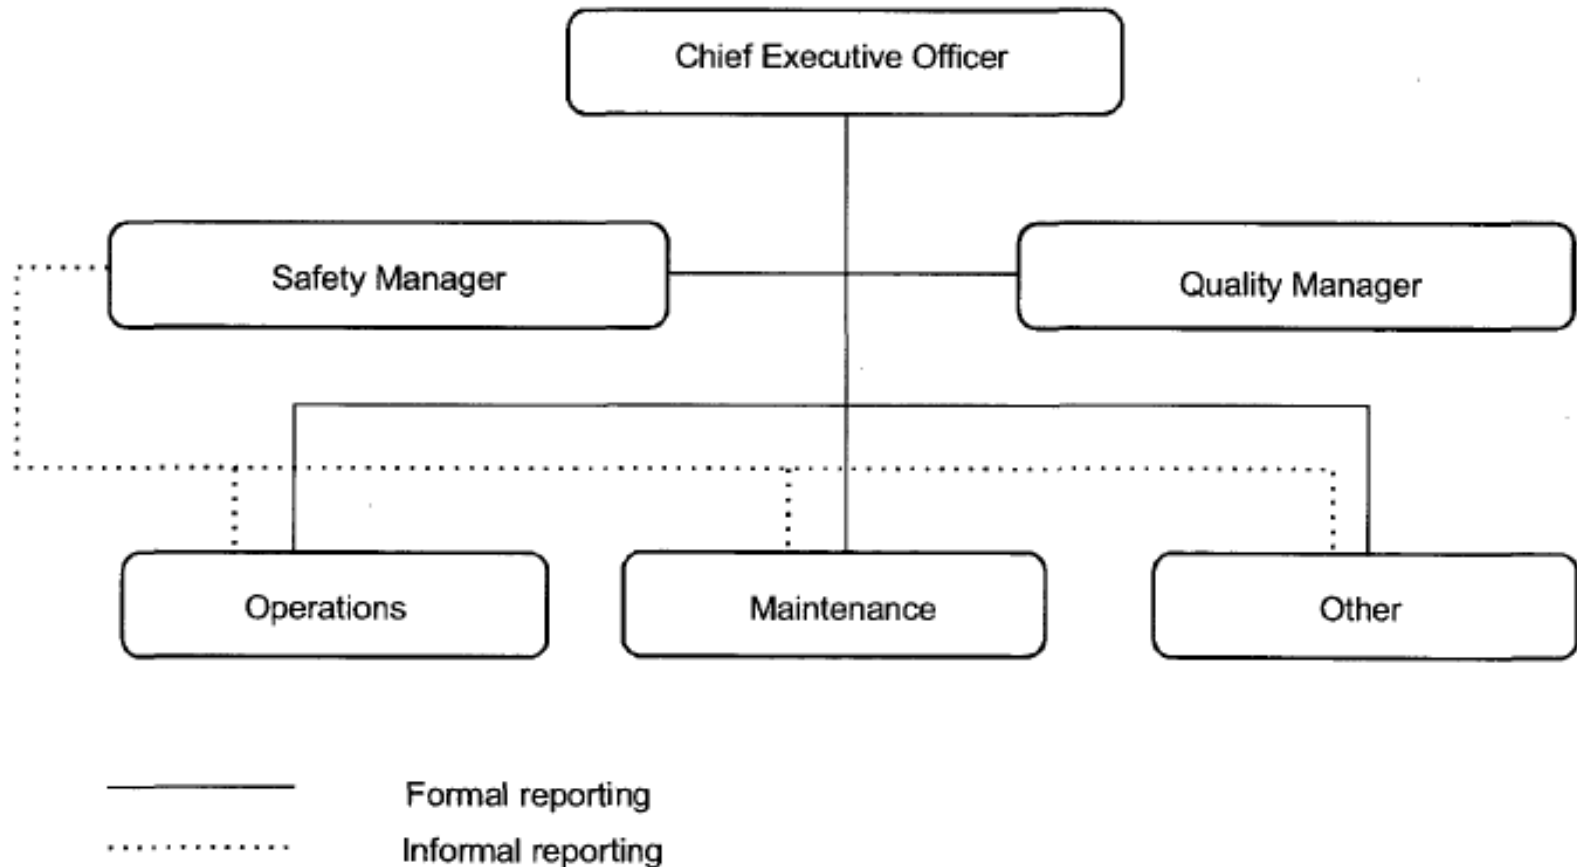 Chief Executive Officer
Safety Manager
Quality Manager
Operations
Maintenance
Other
Formal reporting
Informal reporting